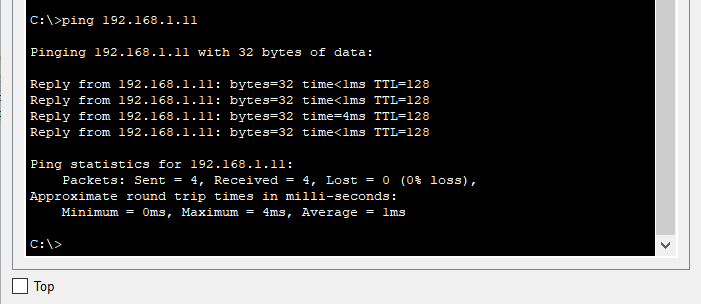 C:\>ping 192.168.1.11
Pinging 192.168.1.11 with 32 bytes of data:
Reply from 192.168.1.11: bytes=32 time<1ms TTL=128
Reply from 192.168.1.11: bytes=32 time<1ms TTL=128
Reply from 192.168.1.11: bytes=32 time=4ms TTL=128
Reply from 192.168.1.11: bytes=32 time<1ms TTL=128
Ping statistics for 192.168.1.11:
    Packets: Sent = 4, Received = 4, Lost = 0 (0% loss),
Approximate round trip times in milli-seconds:
    Minimum = 0ms, Maximum = 4ms, Average = 1ms
C:\>
Top